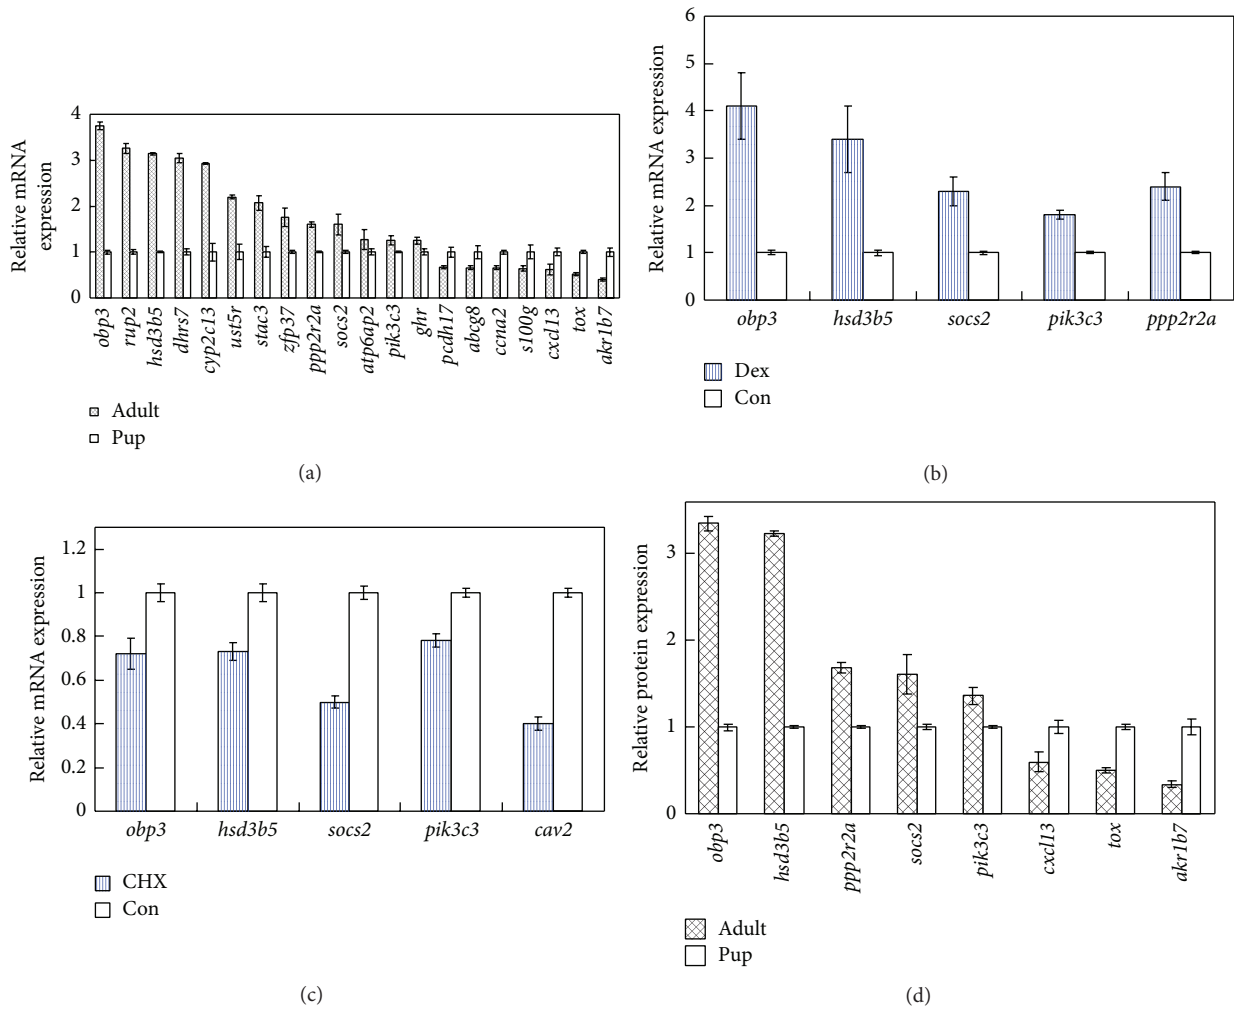 Relative mRNA
expression
4
3
2
1
0
obp3
rup2
hsd3b5
dhrs7
cyp2c13
ust5r
stac3
zfp37
ppp2r2a
socs2
atp6ap2
pik3c3
ghr
pcdh17
abcg8
ccna2
s100g
cxcl13
tox
akr1b7
Adult
Pup
(a)
Relative mRNA expression
6
5
4
3
2
1
0
obp3 hsd3b5 socs2 pik3c3 ppp2r2a
Dex
Con
(b)
Relative mRNA expression
1.2
1
0.8
0.6
0.4
0.2
0
obp3 hsd3b5 socs2 pik3c3 cav2
CHX
Con
(c)
Relative protein expression
3
2
1
0
obp3
hsd3b5
ppp2r2a
socs2
pik3c3
cxcl13
tox
akr1b7
Adult
Pup
(d)